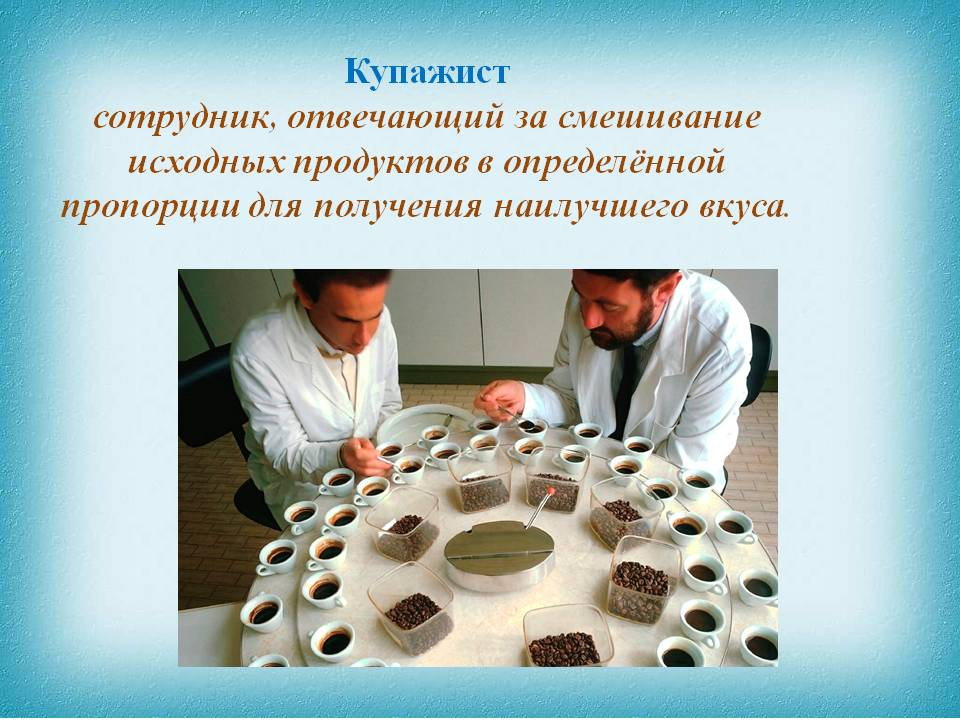 Купажист
сотрудник, отвечающий за смешивание
исходных продуктов в определённой
пропорции для получения наилучшего вкуса.